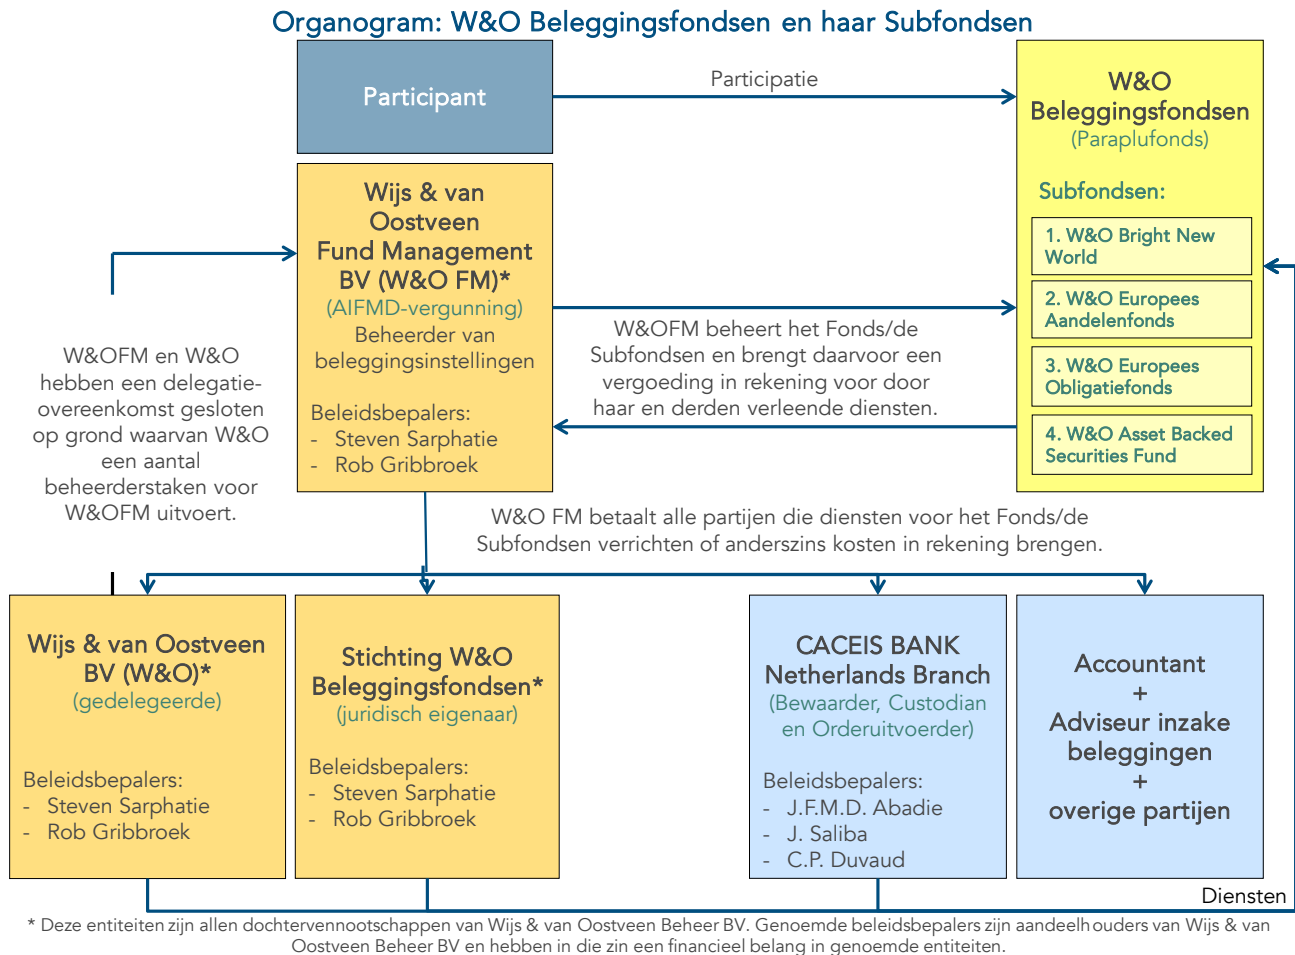 Organogram: W&O Beleggingsfondsen en haar Subfondsen
Participant
Participatie
W&O
Beleggingsfondsen
(Paraplufonds)
Subfondsen:
1. W&O Bright New
World
2. W&O Europees
Aandelenfonds
3. W&O Europees
Obligatiefonds
4. W&O Asset Backed
Securities Fund
Wijs & van
Oostveen
Fund Management
BV (W&O FM)*
(AIFMD-vergunning)
Beheerder van
beleggingsinstellingen
Beleidsbepalers:
- Steven Sarphatie
- Rob Gribbroek
W&OFM beheert het Fonds/de
Subfondsen en brengt daarvoor een
vergoeding in rekening voor door
haar en derden verleende diensten.
W&OFM en W&O
hebben een delegatie-
overeenkomst gesloten
op grond waarvan W&O
een aantal
beheerderstaken voor
W&OFM uitvoert.
W&O FM betaalt alle partijen die diensten voor het Fonds/de
Subfondsen verrichten of anderszins kosten in rekening brengen.
Wijs & van Oostveen
BV (W&O)*
(gedelegeerde)
Beleidsbepalers:
- Steven Sarphatie
- Rob Gribbroek
Stichting W&O
Beleggingsfondsen*
(juridisch eigenaar)
Beleidsbepalers:
- Steven Sarphatie
- Rob Gribbroek
CACEIS BANK
Netherlands Branch
(Bewaarder, Custodian
en Orderuitvoerder)
Beleidsbepalers:
- J.F.M.D. Abadie
- J. Saliba
- C.P. Duvaud
Accountant
+
Adviseur inzake
beleggingen
+
overige partijen
Diensten
* Deze entiteiten zijn allen dochtervennootschappen van Wijs & van Oostveen Beheer BV. Genoemde beleidsbepalers zijn aandeelhouders van Wijs & van
Oostveen Beheer BV en hebben in die zin een financieel belang in genoemde entiteiten.